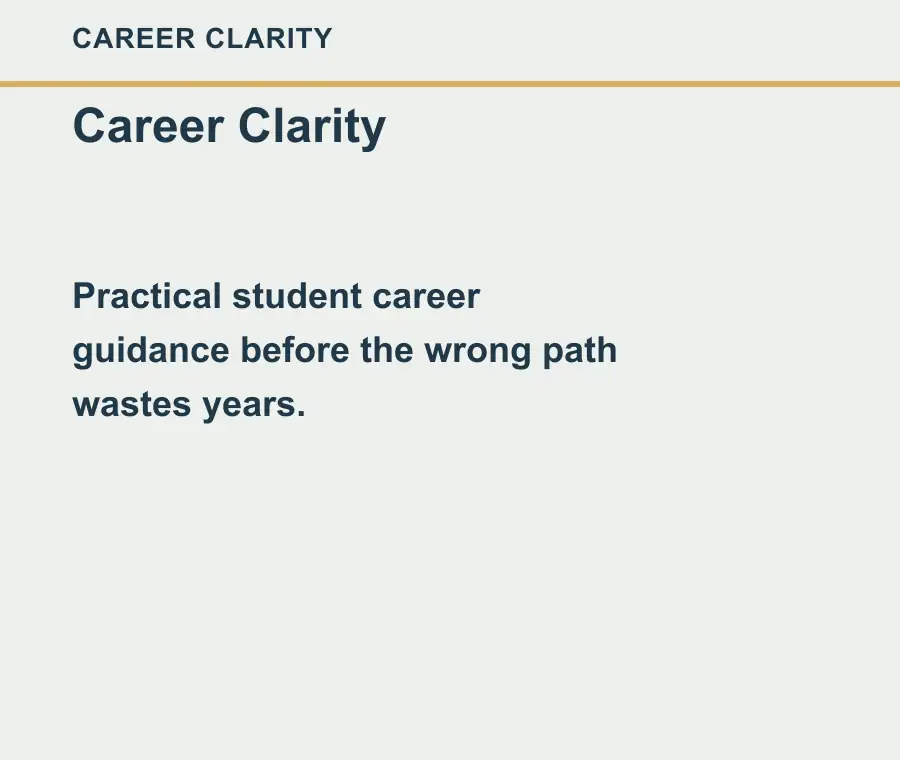 CAREER CLARITY
Career Clarity
Practical student career
guidance before the wrong path
wastes years.